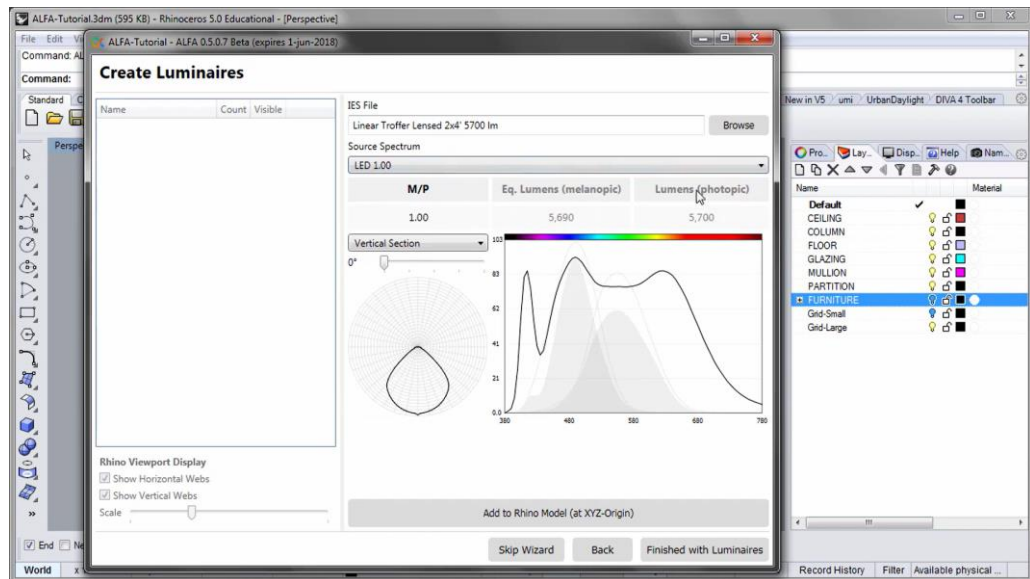 ALFA-Tutorial.3dm (595 KB) - Rhinoceros 5.0 Educational - [Perspective]
File Edit
Command: AL
Command:
Standard
New in V5 umi UrbanDaylight DIVA 4 Toolbar
Perspe
ALFA-Tutorial - ALFA 0.5.0.7 Beta (expires 1-jun-2018)
Create Luminaires
Name Count Visible
Rhino Viewport Display
Show Horizontal Webs
Show Vertical Webs
Scale
IES File
Linear Troffer Lensed 2x4' 5700 lm Browse
Source Spectrum
LED 1.00
M/P Eq. Lumens (melanopic) Lumens (photopic)
1.00 5,690 5,700
Vertical Section
0°
103
83
62
41
21
0.0
380 480 580 680 780
Add to Rhino Model (at XYZ-Origin)
Skip Wizard Back Finished with Luminaires
Pro... Lay... Disp... Help Nam...
Name Material
Default
CEILING
COLUMN
FLOOR
GLAZING
MULLION
PARTITION
FURNITURE
Grid-Small
Grid-Large
End Ne
World x
Record History Filter Available physical ...